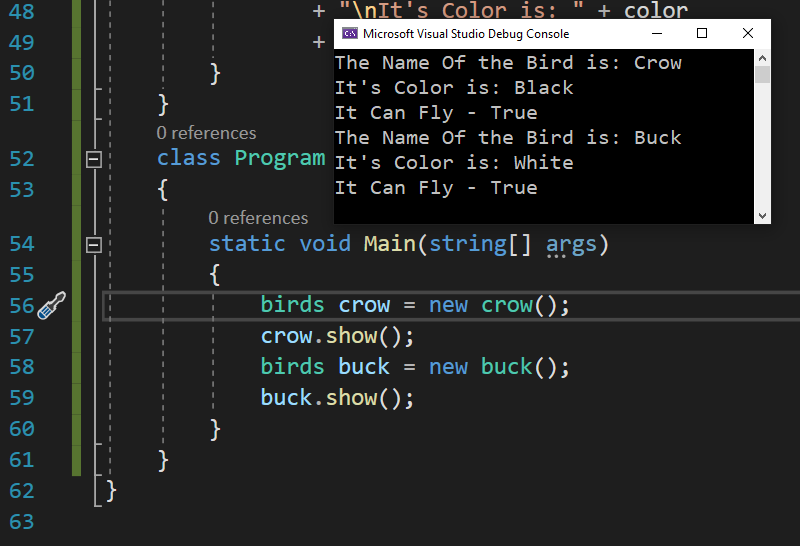 48 + "\nIt's Color is: " + color
49 +
Microsoft Visual Studio Debug Console
The Name Of the Bird is: Crow
It's Color is: Black
It Can Fly - True
The Name Of the Bird is: Buck
It's Color is: White
It Can Fly - True
50 }
51 }
0 references
52 class Program
53 {
0 references
54 static void Main(string[] args)
55 {
56 birds crow = new crow();
57 crow.show();
58 birds buck = new buck();
59 buck.show();
60 }
61 }
62 }
63